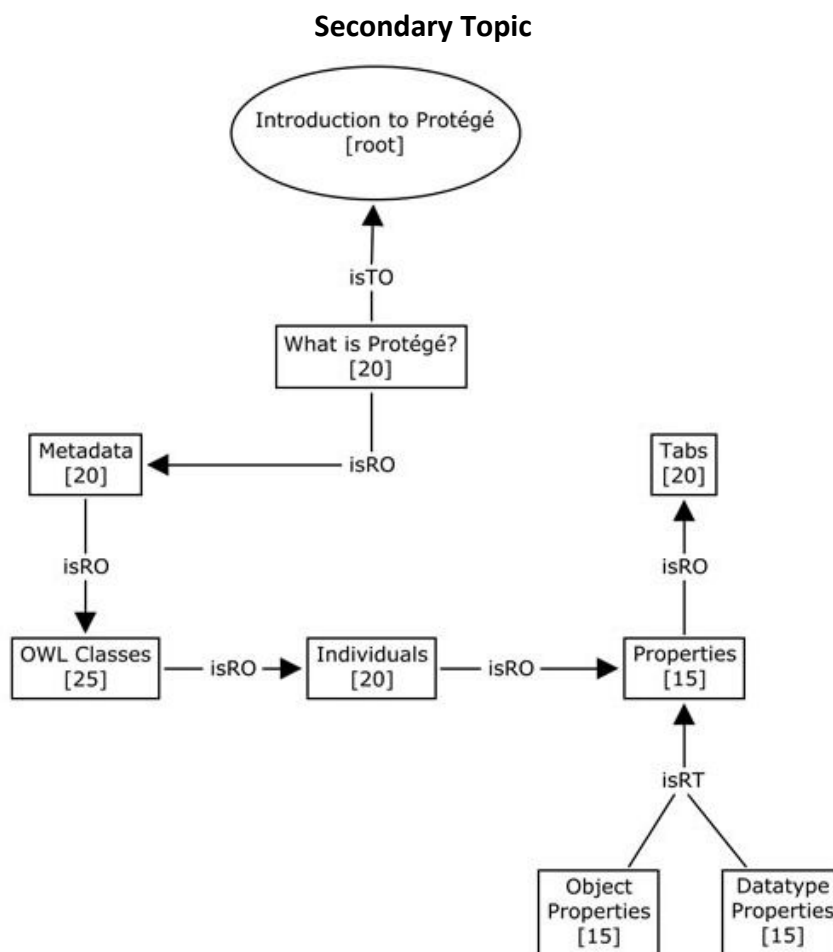 Secondary Topic
Introduction to Protégé
[root]
isTO
What is Protégé?
[20]
Metadada
[20]
isRO
Tabs
[20]
isRO
isRO
OWL Classes
[25]
isRO
Individuals
[20]
isRO
Properties
[15]
isRT
Object
Properties
[15]
Datatype
Properties
[15]